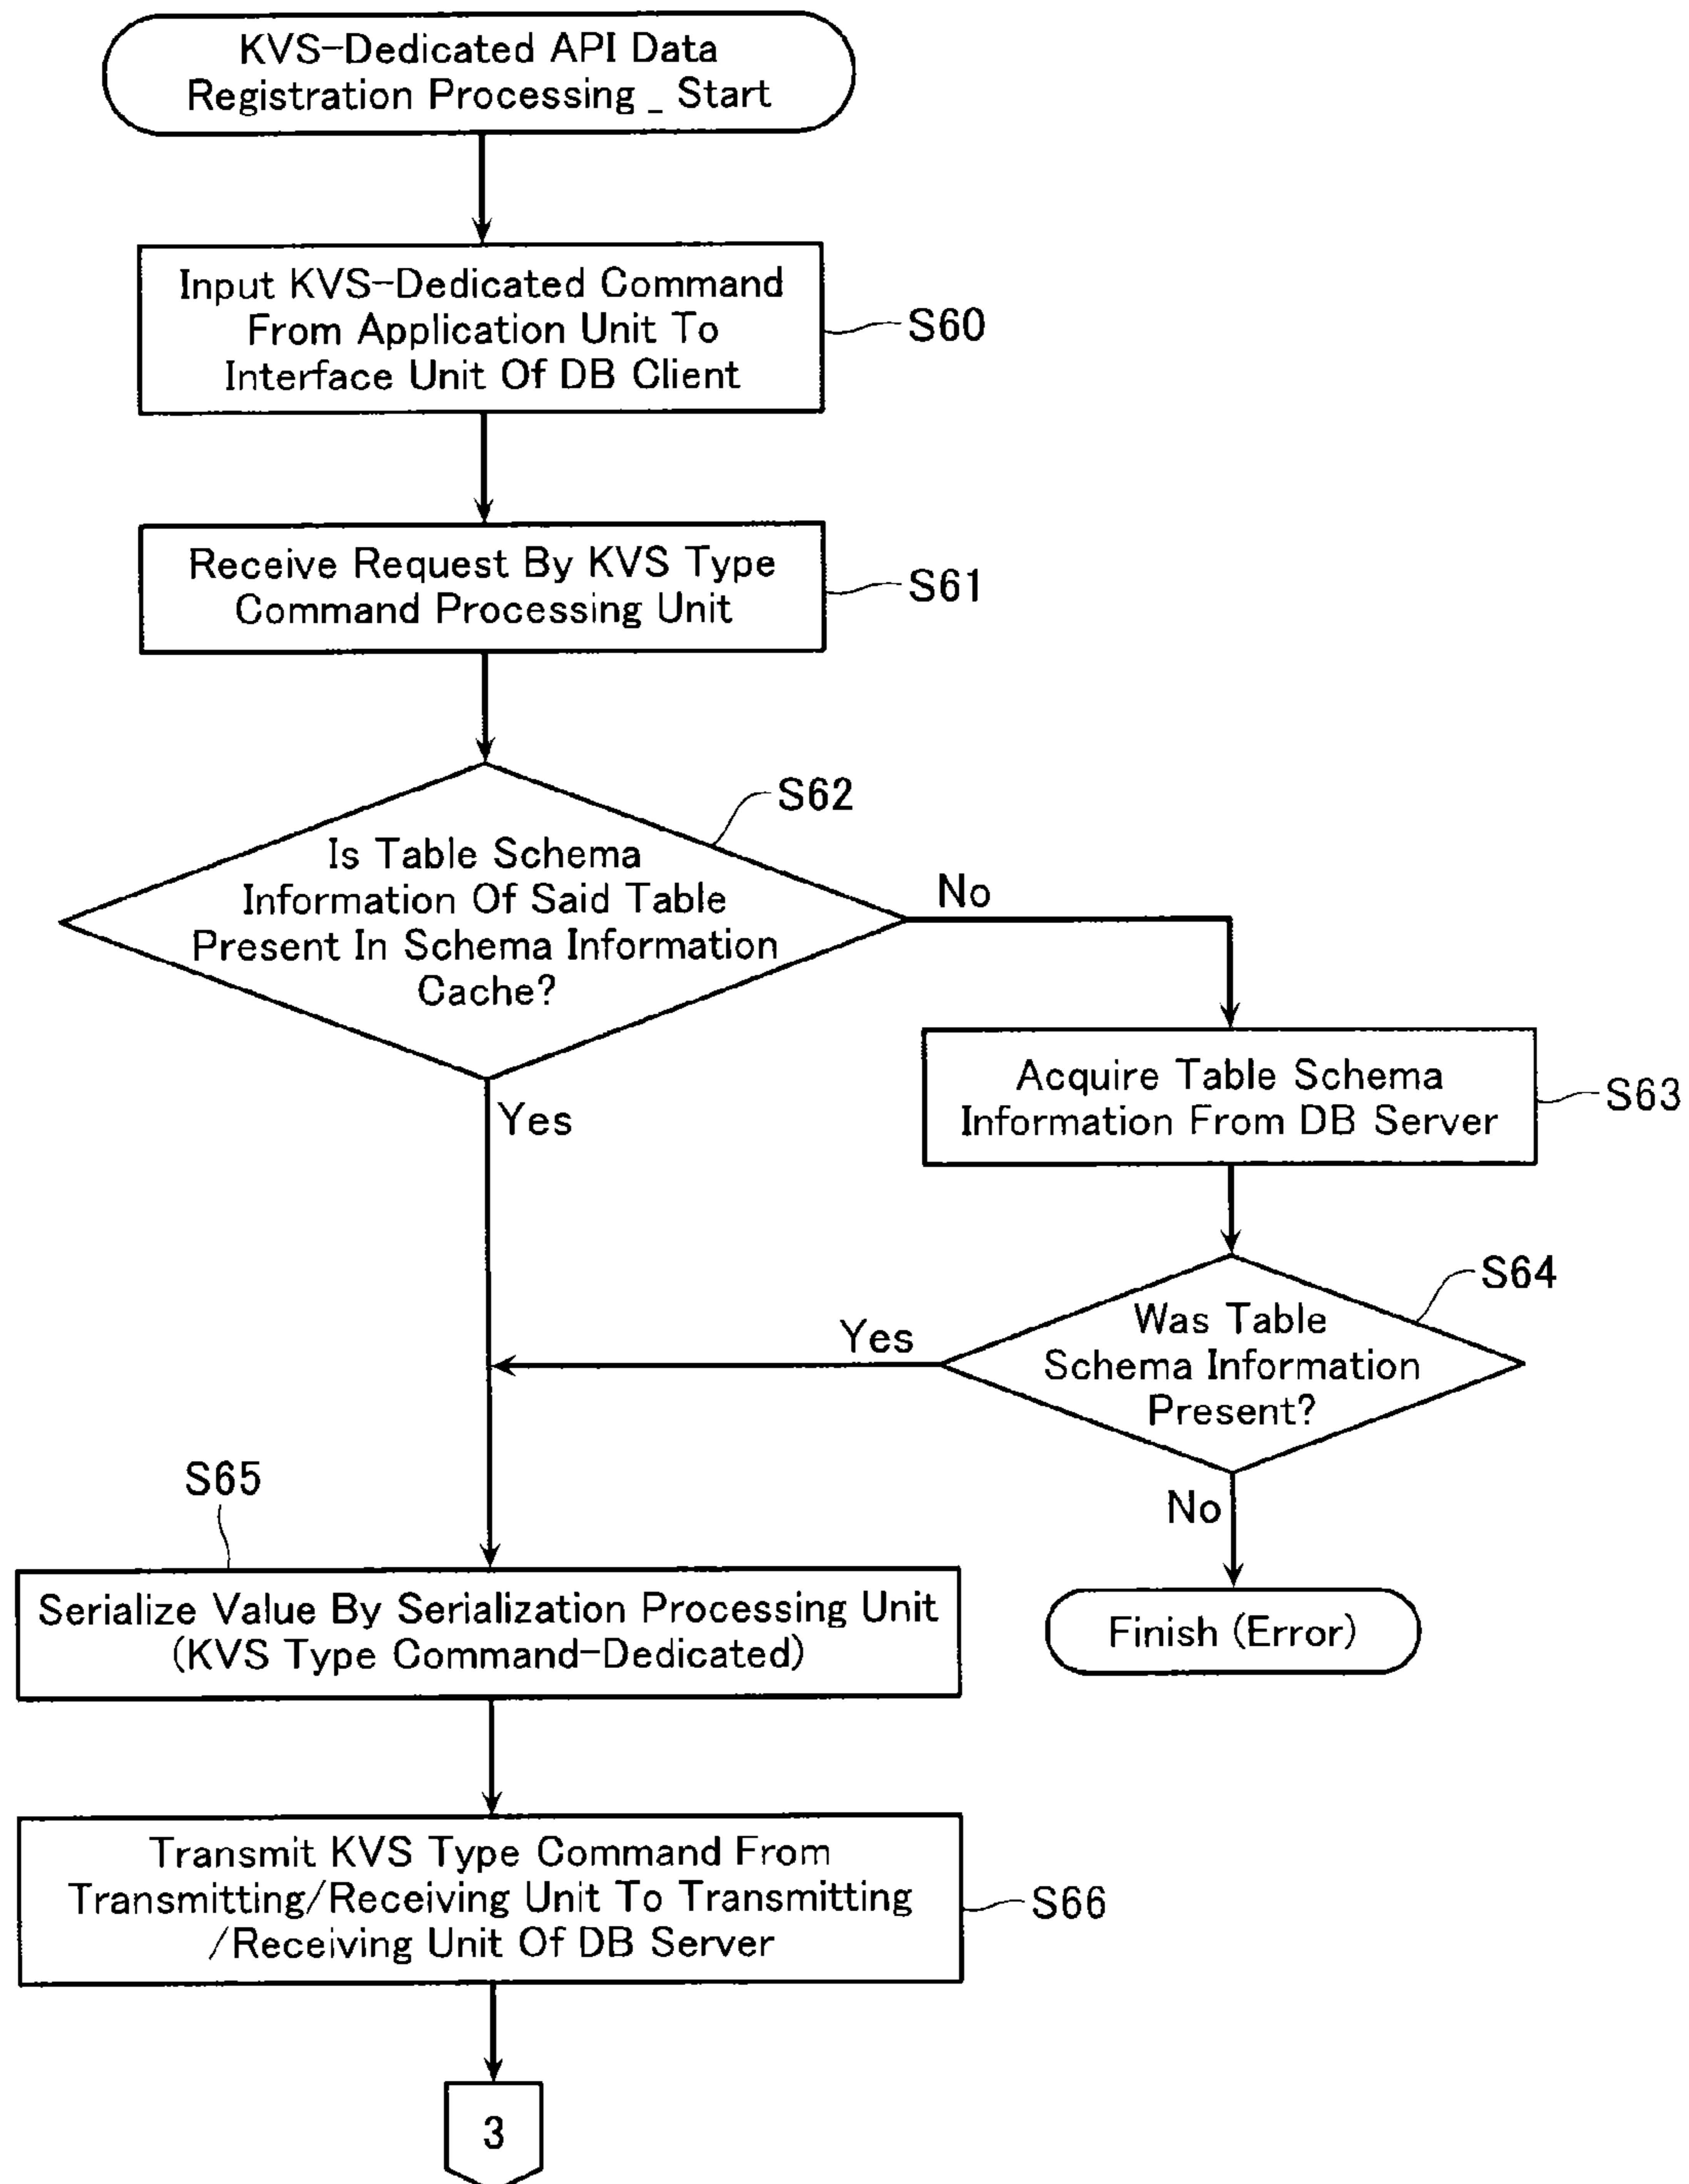 KVS-Dedicated API Data
Registration Processing _ Start
Input KVS-Dedicated Command
From Application Unit To
Interface Unit Of DB Client
S60
Receive Request By KVS Type
Command Processing Unit
S61
S62
Is Table Schema
Information Of Said Table
Present In Schema Information
Cache?
No
Yes
Acquire Table Schema
Information From DB Server
S63
S64
Was Table
Schema Information
Present?
Yes
No
Finish (Error)
S65
Serialize Value By Serialization Processing Unit
(KVS Type Command-Dedicated)
Transmit KVS Type Command From
Transmitting/Receiving Unit To Transmitting
/Receiving Unit Of DB Server
S66
3